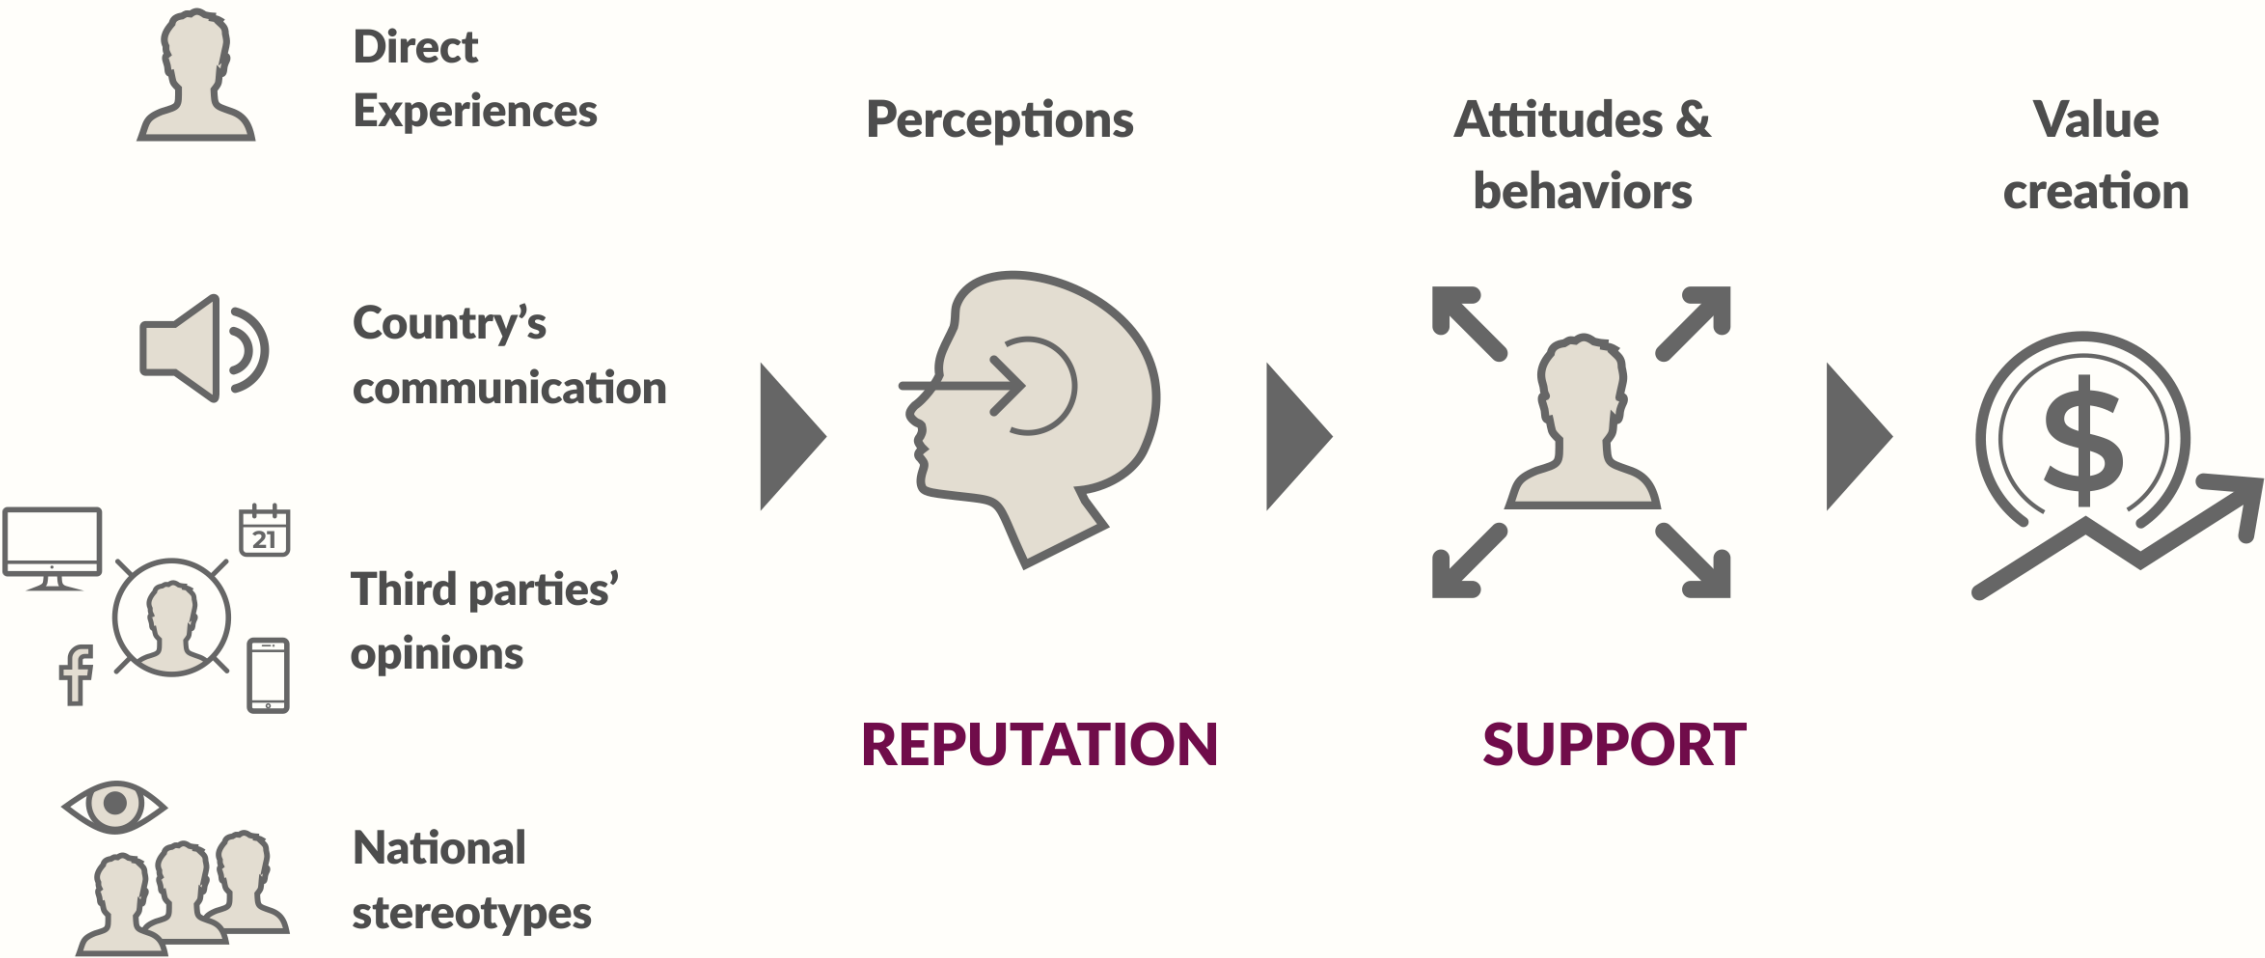 Direct
Experiences
Country's
communication
21
Third parties'
opinions
National
stereotypes
Perceptions
REPUTATION
Attitudes &
behaviors
SUPPORT
Value
creation
$